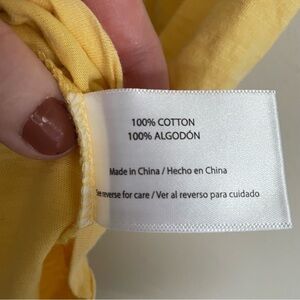 100% COTTON
100% ALGODÓN
Made in China / Hecho en China
See reverse for care / Ver al reverso para cuidado